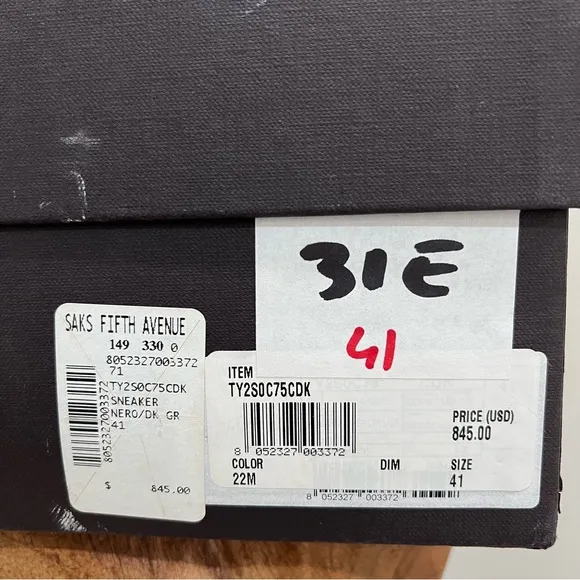 31E
41
SAKS FIFTH AVENUE
149 330 0
8052327003372
71
TY2S0C75CDK
SNEAKER
NERO/DK GR
41
8052327003372
$ 845.00
ITEM
TY2S0C75CDK
PRICE (USD)
845.00
8 052327 003372
COLOR DIM SIZE
22M 41
8 052327 003372